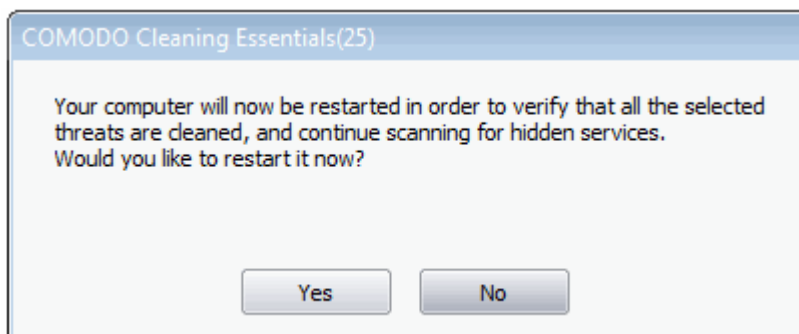 COMODO Cleaning Essentials(25)
Your computer will now be restarted in order to verify that all the selected
threats are cleaned, and continue scanning for hidden services.
Would you like to restart it now?
Yes
No